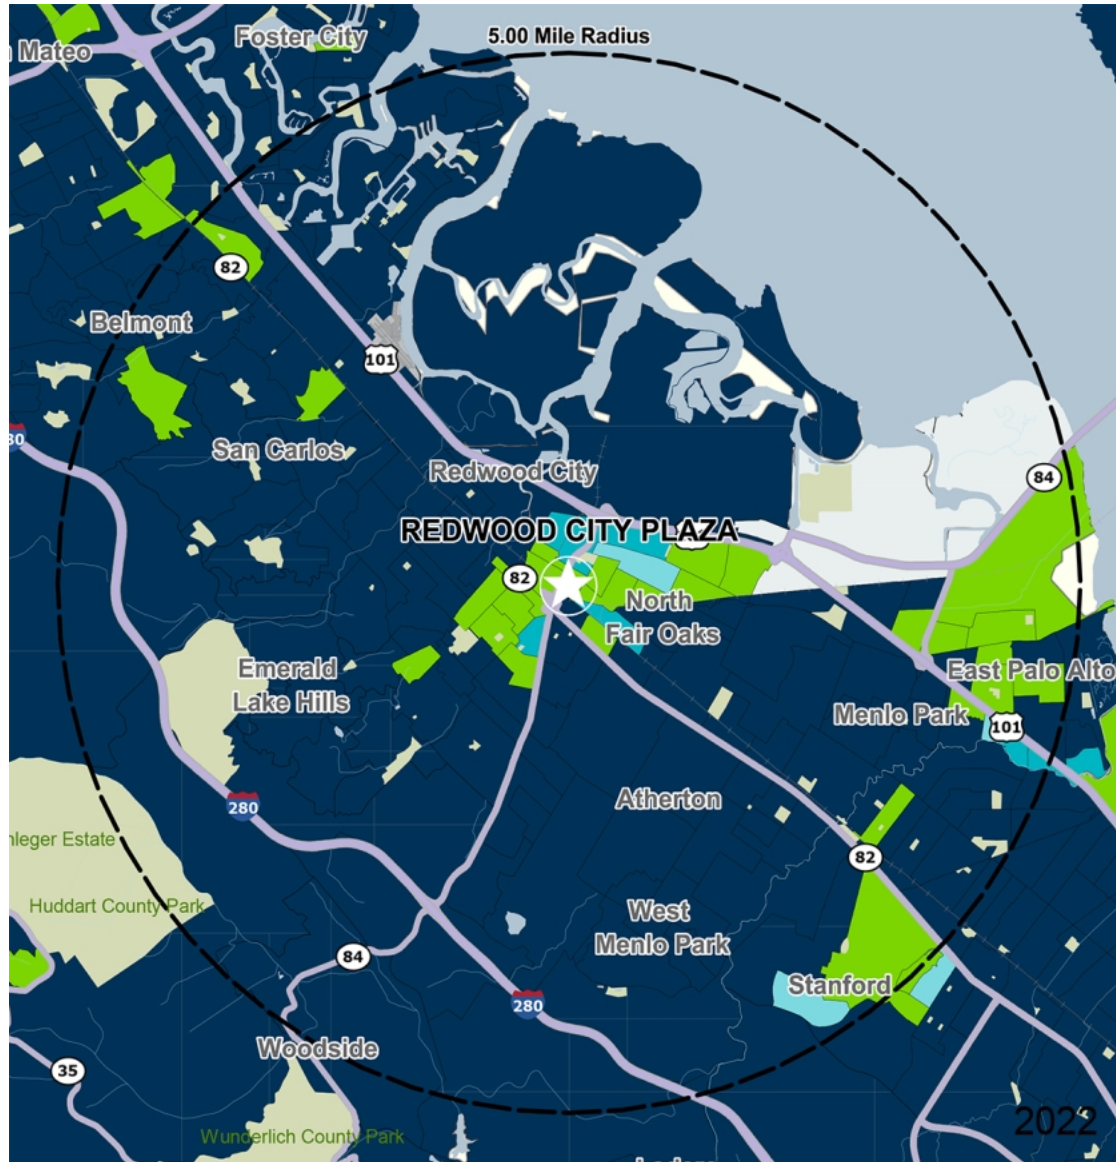 Foster City
5.00 Mile Radius
Mateo
82
Belmont
101
San Carlos
Redwood City
84
REDWOOD CITY PLAZA
82
North
Fair Oaks
Emerald
Lake Hills
East Palo Alto
Menlo Park
101
280
Atherton
Estate
82
Huddart County Park
West
Menlo Park
84
Stanford
280
Woodside
35
2022
Wunderlich County Park